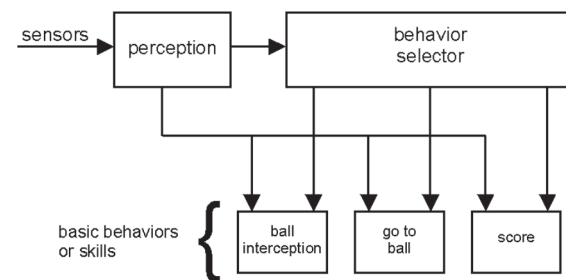 sensors
perception
behavior
selector
basic behaviors
or skills
ball
interception
go to
ball
score